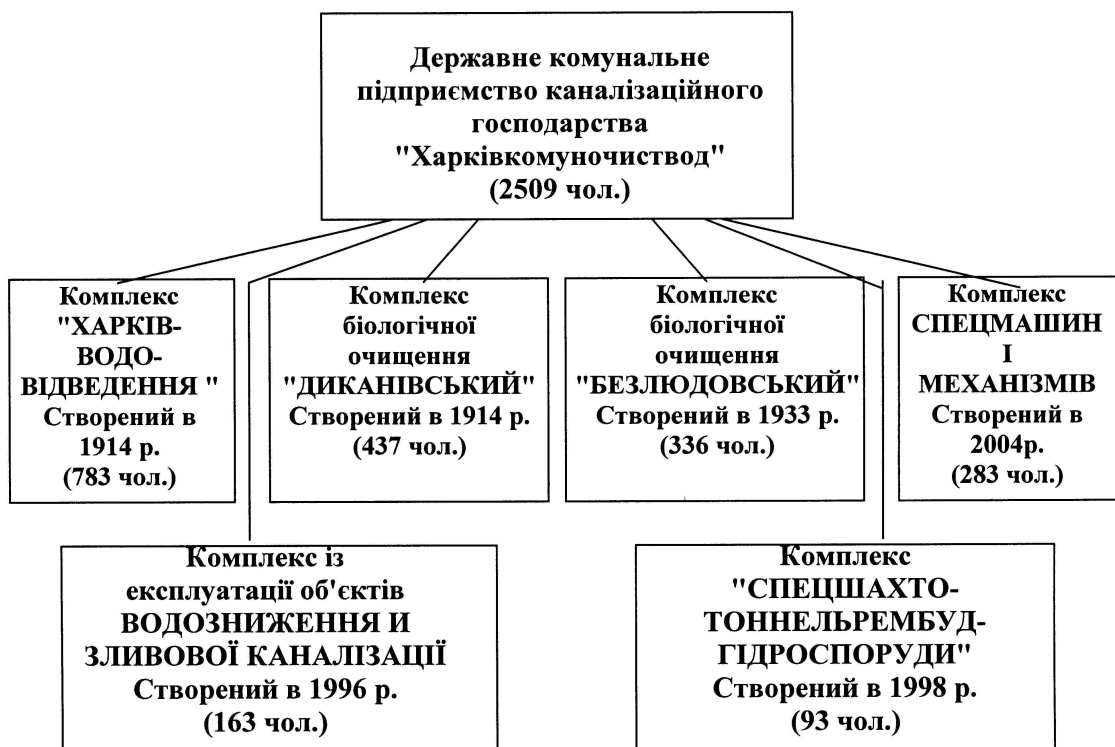 Державне комунальне
підприємство каналізаційного
господарства
"Харківкомуночиствод"
(2509 чол.)
Комплекс
"ХАРКІВ-
ВОДО-
ВІДВЕДЕННЯ "
Створений в
1914 р.
(783 чол.)
Комплекс
біологічної
очищення
"ДИКАНІВСЬКИЙ"
Створений в 1914 р.
(437 чол.)
Комплекс
біологічної
очищення
"БЕЗЛЮДОВСЬКИЙ"
Створений в 1933 р.
(336 чол.)
Комплекс
СПЕЦМАШИН
І
МЕХАНІЗМІВ
Створений в
2004р.
(283 чол.)
Комплекс із
експлуатації об'єктів
ВОДОЗНИЖЕННЯ И
ЗЛИВОВОЇ КАНАЛІЗАЦІЇ
Створений в 1996 р.
(163 чол.)
Комплекс
"СПЕЦШАХТО-
ТОННЕЛЬРЕМБУД-
ГІДРОСПОРУДИ"
Створений в 1998 р.
(93 чол.)